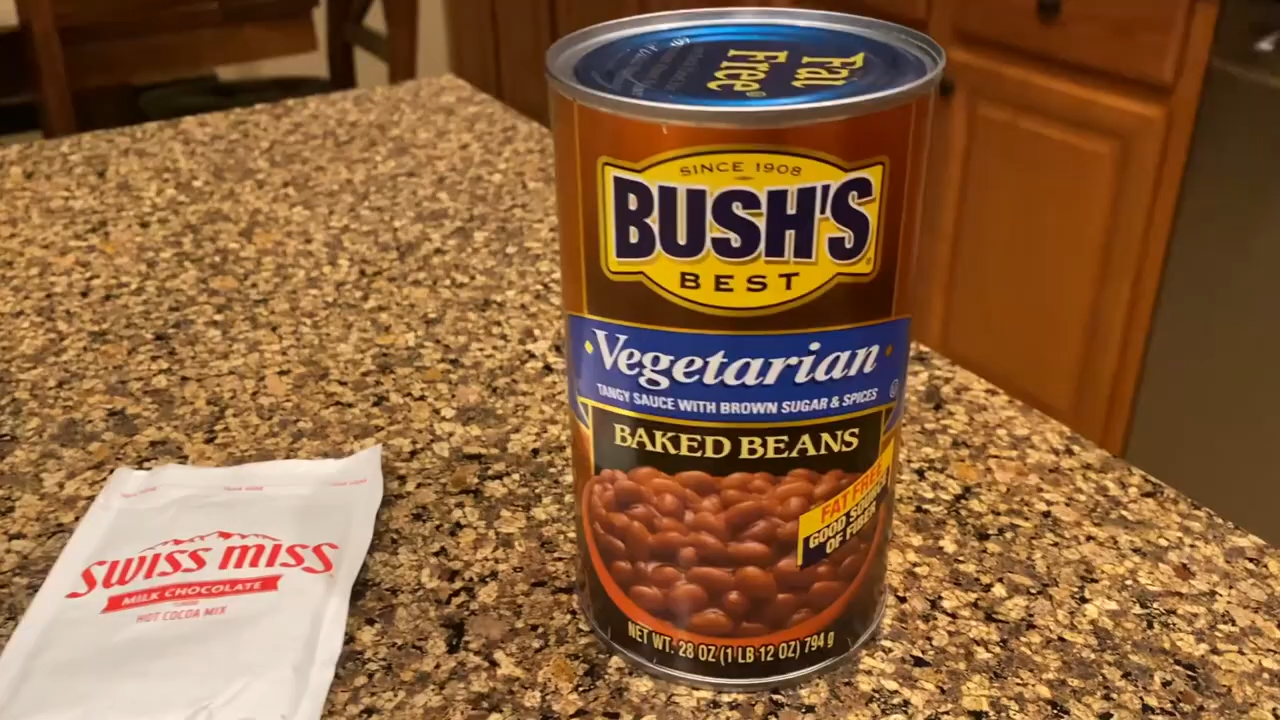 Fat
Free
SINCE 1908
BUSH'S
BEST
Vegetarian
TANGY SAUCE WITH BROWN SUGAR & SPICES
BAKED BEANS
FAT FREE
GOOD SOURCE
OF FIBER
NET WT. 28 OZ (1 LB 12 OZ) 794 g
SWISS MISS
MILK CHOCOLATE
HOT COCOA MIX